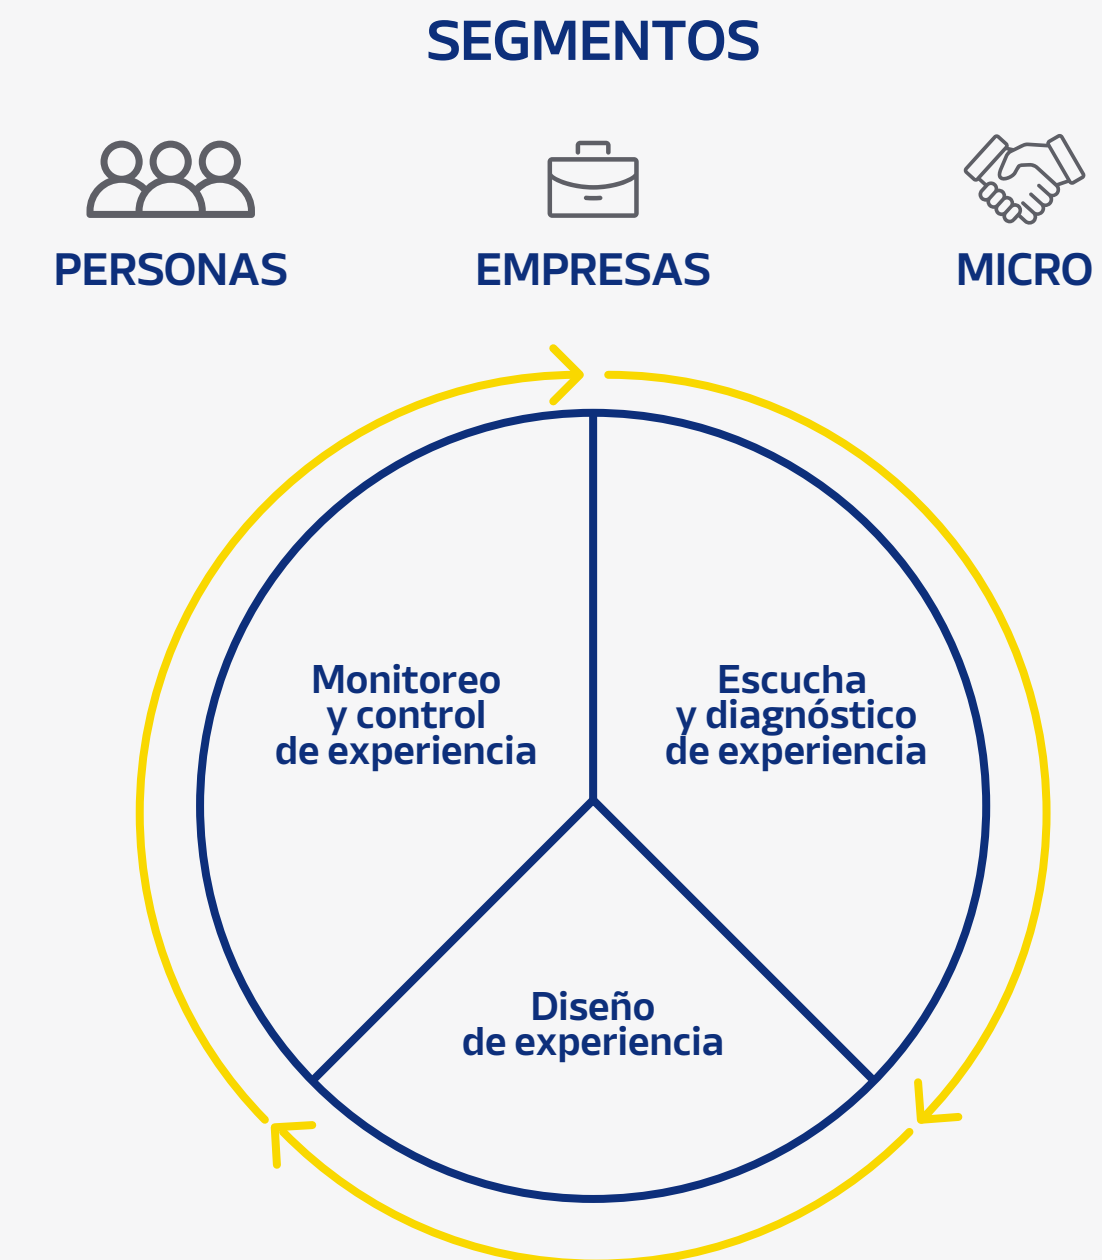 SEGMENTOS
PERSONAS
EMPRESAS
MICRO
Monitoreo
y control
de experiencia
Escucha
y diagnóstico
de experiencia
Diseño
de experiencia